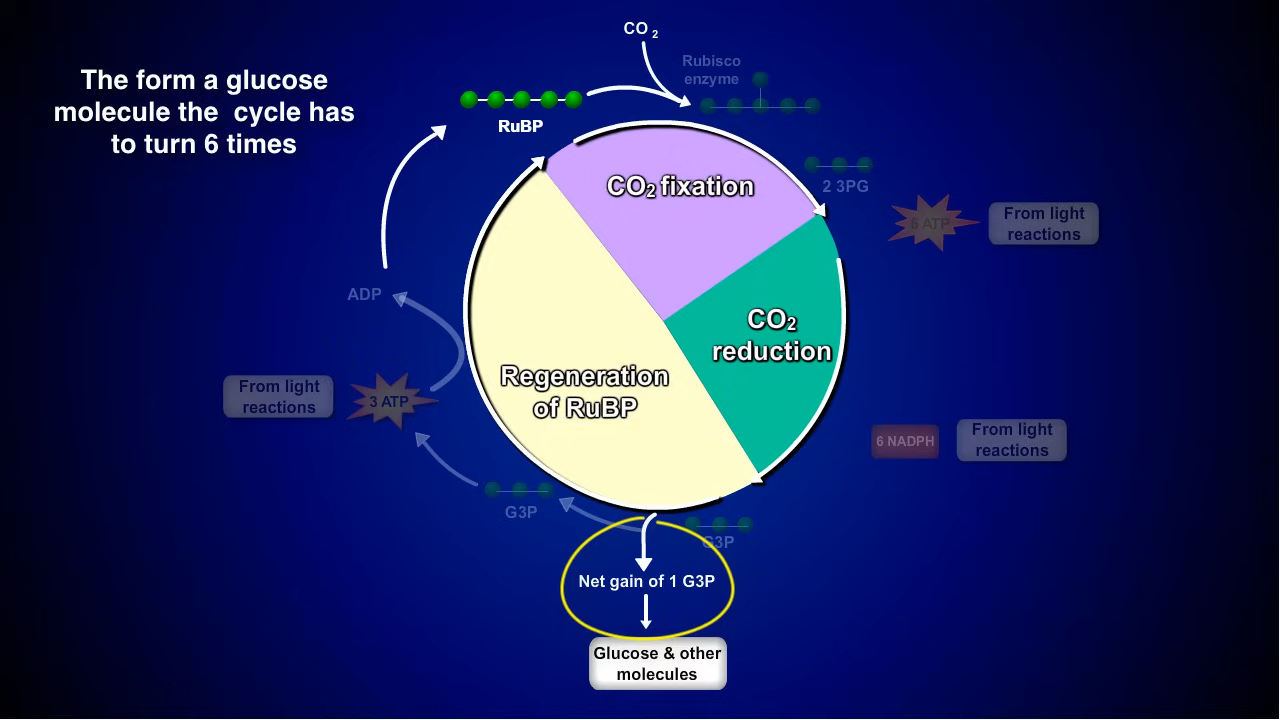 The form a glucose
molecule the cycle has
to turn 6 times
CO2
Rubisco
enzyme
RuBP
CO2 fixation
2 3PG
6 ATP
From light
reactions
ADP
CO2
reduction
Regeneration
of RuBP
From light
reactions
3 ATP
6 NADPH
From light
reactions
G3P
G3P
Net gain of 1 G3P
Glucose & other
molecules